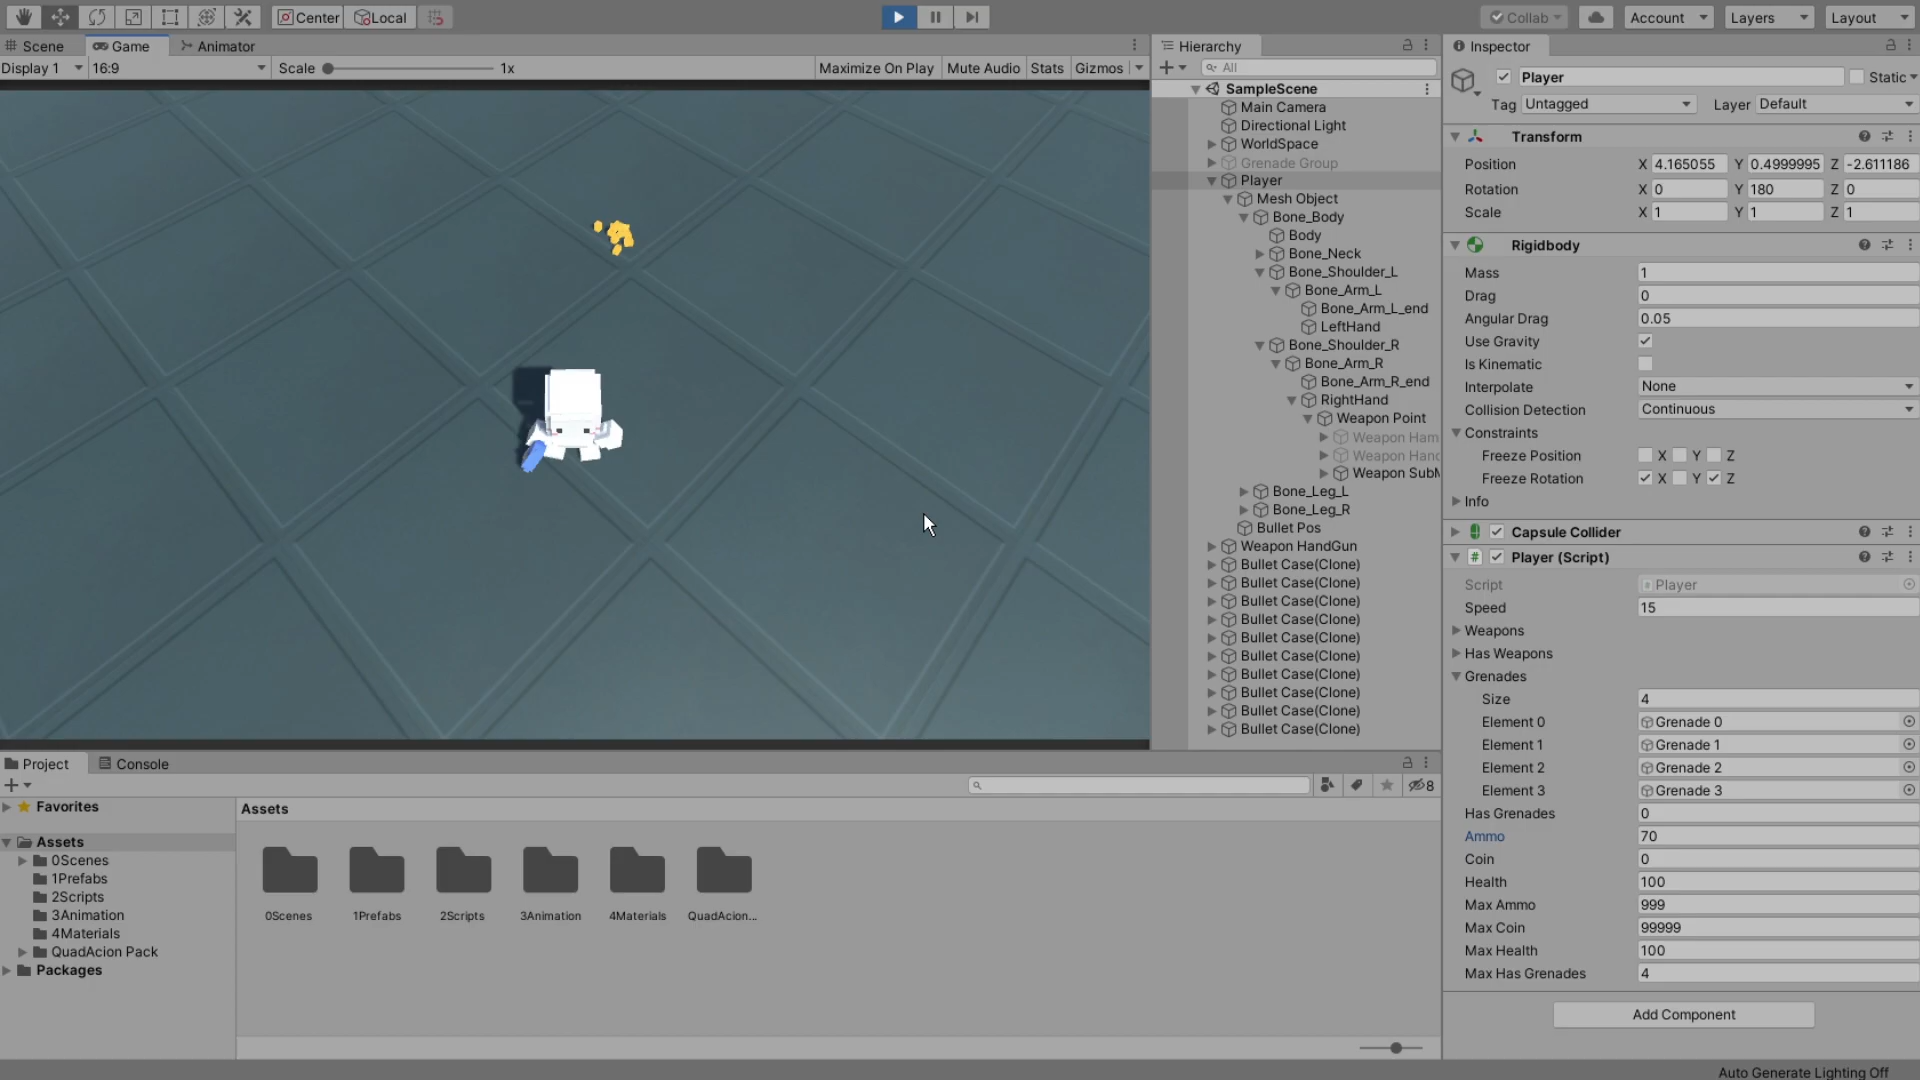 Center
Local
Collab
Account
Layers
Layout
Scene
Game
Animator
Display 1
16:9
Scale
1x
Maximize On Play
Mute Audio
Stats
Gizmos
Hierarchy
All
SampleScene
Main Camera
Directional Light
WorldSpace
Grenade Group
Player
Mesh Object
Bone_Body
Body
Bone_Neck
Bone_Shoulder_L
Bone_Arm_L
Bone_Arm_L_end
LeftHand
Bone_Shoulder_R
Bone_Arm_R
Bone_Arm_R_end
RightHand
Weapon Point
Weapon Ham
Weapon Hand
Weapon SubM
Bone_Leg_L
Bone_Leg_R
Bullet Pos
Weapon HandGun
Bullet Case(Clone)
Bullet Case(Clone)
Bullet Case(Clone)
Bullet Case(Clone)
Bullet Case(Clone)
Bullet Case(Clone)
Bullet Case(Clone)
Bullet Case(Clone)
Bullet Case(Clone)
Bullet Case(Clone)
Inspector
Player
Static
Tag Untagged
Layer Default
Transform
Position X 4.165055 Y 0.4999995 Z -2.611186
Rotation X 0 Y 180 Z 0
Scale X 1 Y 1 Z 1
Rigidbody
Mass 1
Drag 0
Angular Drag 0.05
Use Gravity
Is Kinematic
Interpolate None
Collision Detection Continuous
Constraints
Freeze Position X Y Z
Freeze Rotation X Y Z
Info
Capsule Collider
Player (Script)
Script Player
Speed 15
Weapons
Has Weapons
Grenades
Size 4
Element 0 Grenade 0
Element 1 Grenade 1
Element 2 Grenade 2
Element 3 Grenade 3
Has Grenades 0
Ammo 70
Coin 0
Health 100
Max Ammo 999
Max Coin 99999
Max Health 100
Max Has Grenades 4
Add Component
Project
Console
8
Favorites
Assets
0Scenes
1Prefabs
2Scripts
3Animation
4Materials
QuadAcion Pack
Packages
Assets
0Scenes
1Prefabs
2Scripts
3Animation
4Materials
QuadAcion...
Auto Generate Lighting Off